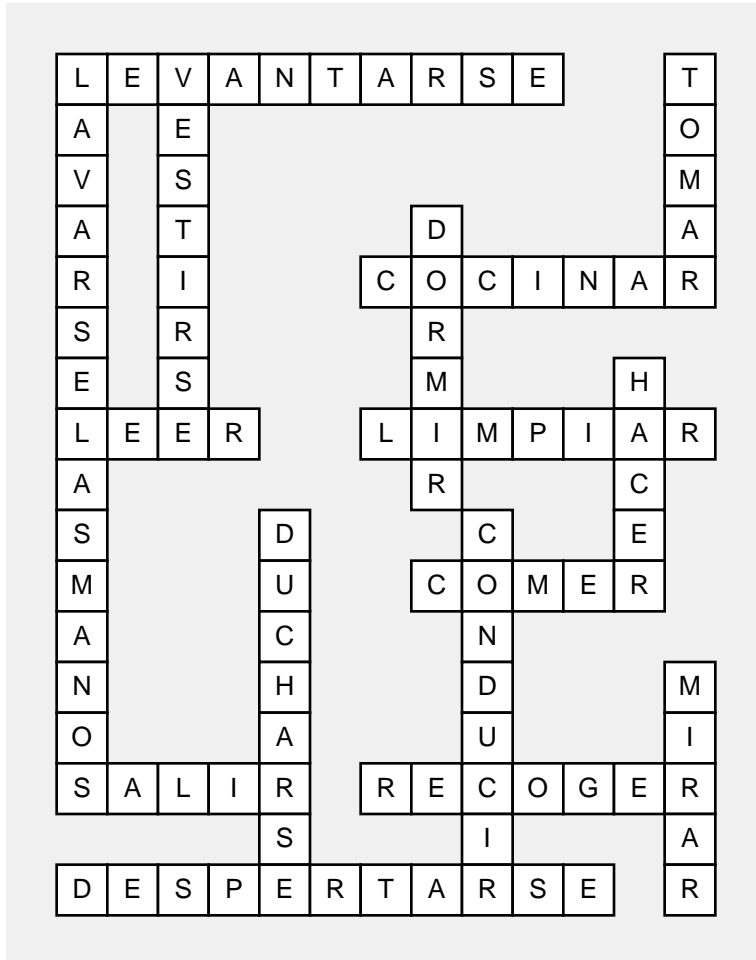 L E V A N T A R S E T
A E O
V S M
A T D A
R I C O C I N A R
S R R
E S M H
L E E R L I M P I A R
A R C
S D C E
M U C O M E R
A C N
N H D M
O A U I
S A L I R R E C O G E R
S I A
D E S P E R T A R S E R